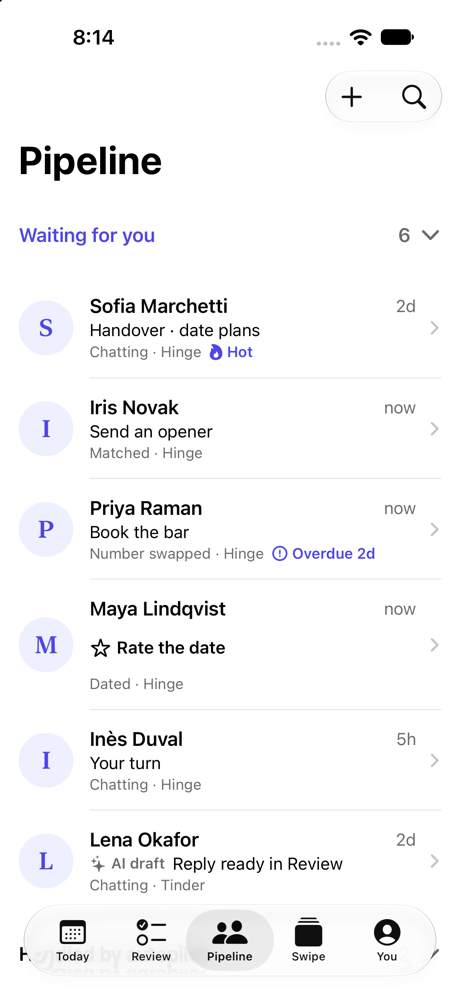 8:14
Pipeline
Waiting for you 6
S
Sofia Marchetti 2d
Handover · date plans
Chatting · Hinge Hot
I
Iris Novak now
Send an opener
Matched · Hinge
P
Priya Raman now
Book the bar
Number swapped · Hinge Overdue 2d
M
Maya Lindqvist now
Rate the date
Dated · Hinge
I
Inès Duval 5h
Your turn
Chatting · Hinge
L
Lena Okafor 2d
AI draft Reply ready in Review
Chatting · Tinder
Today Review Pipeline Swipe You